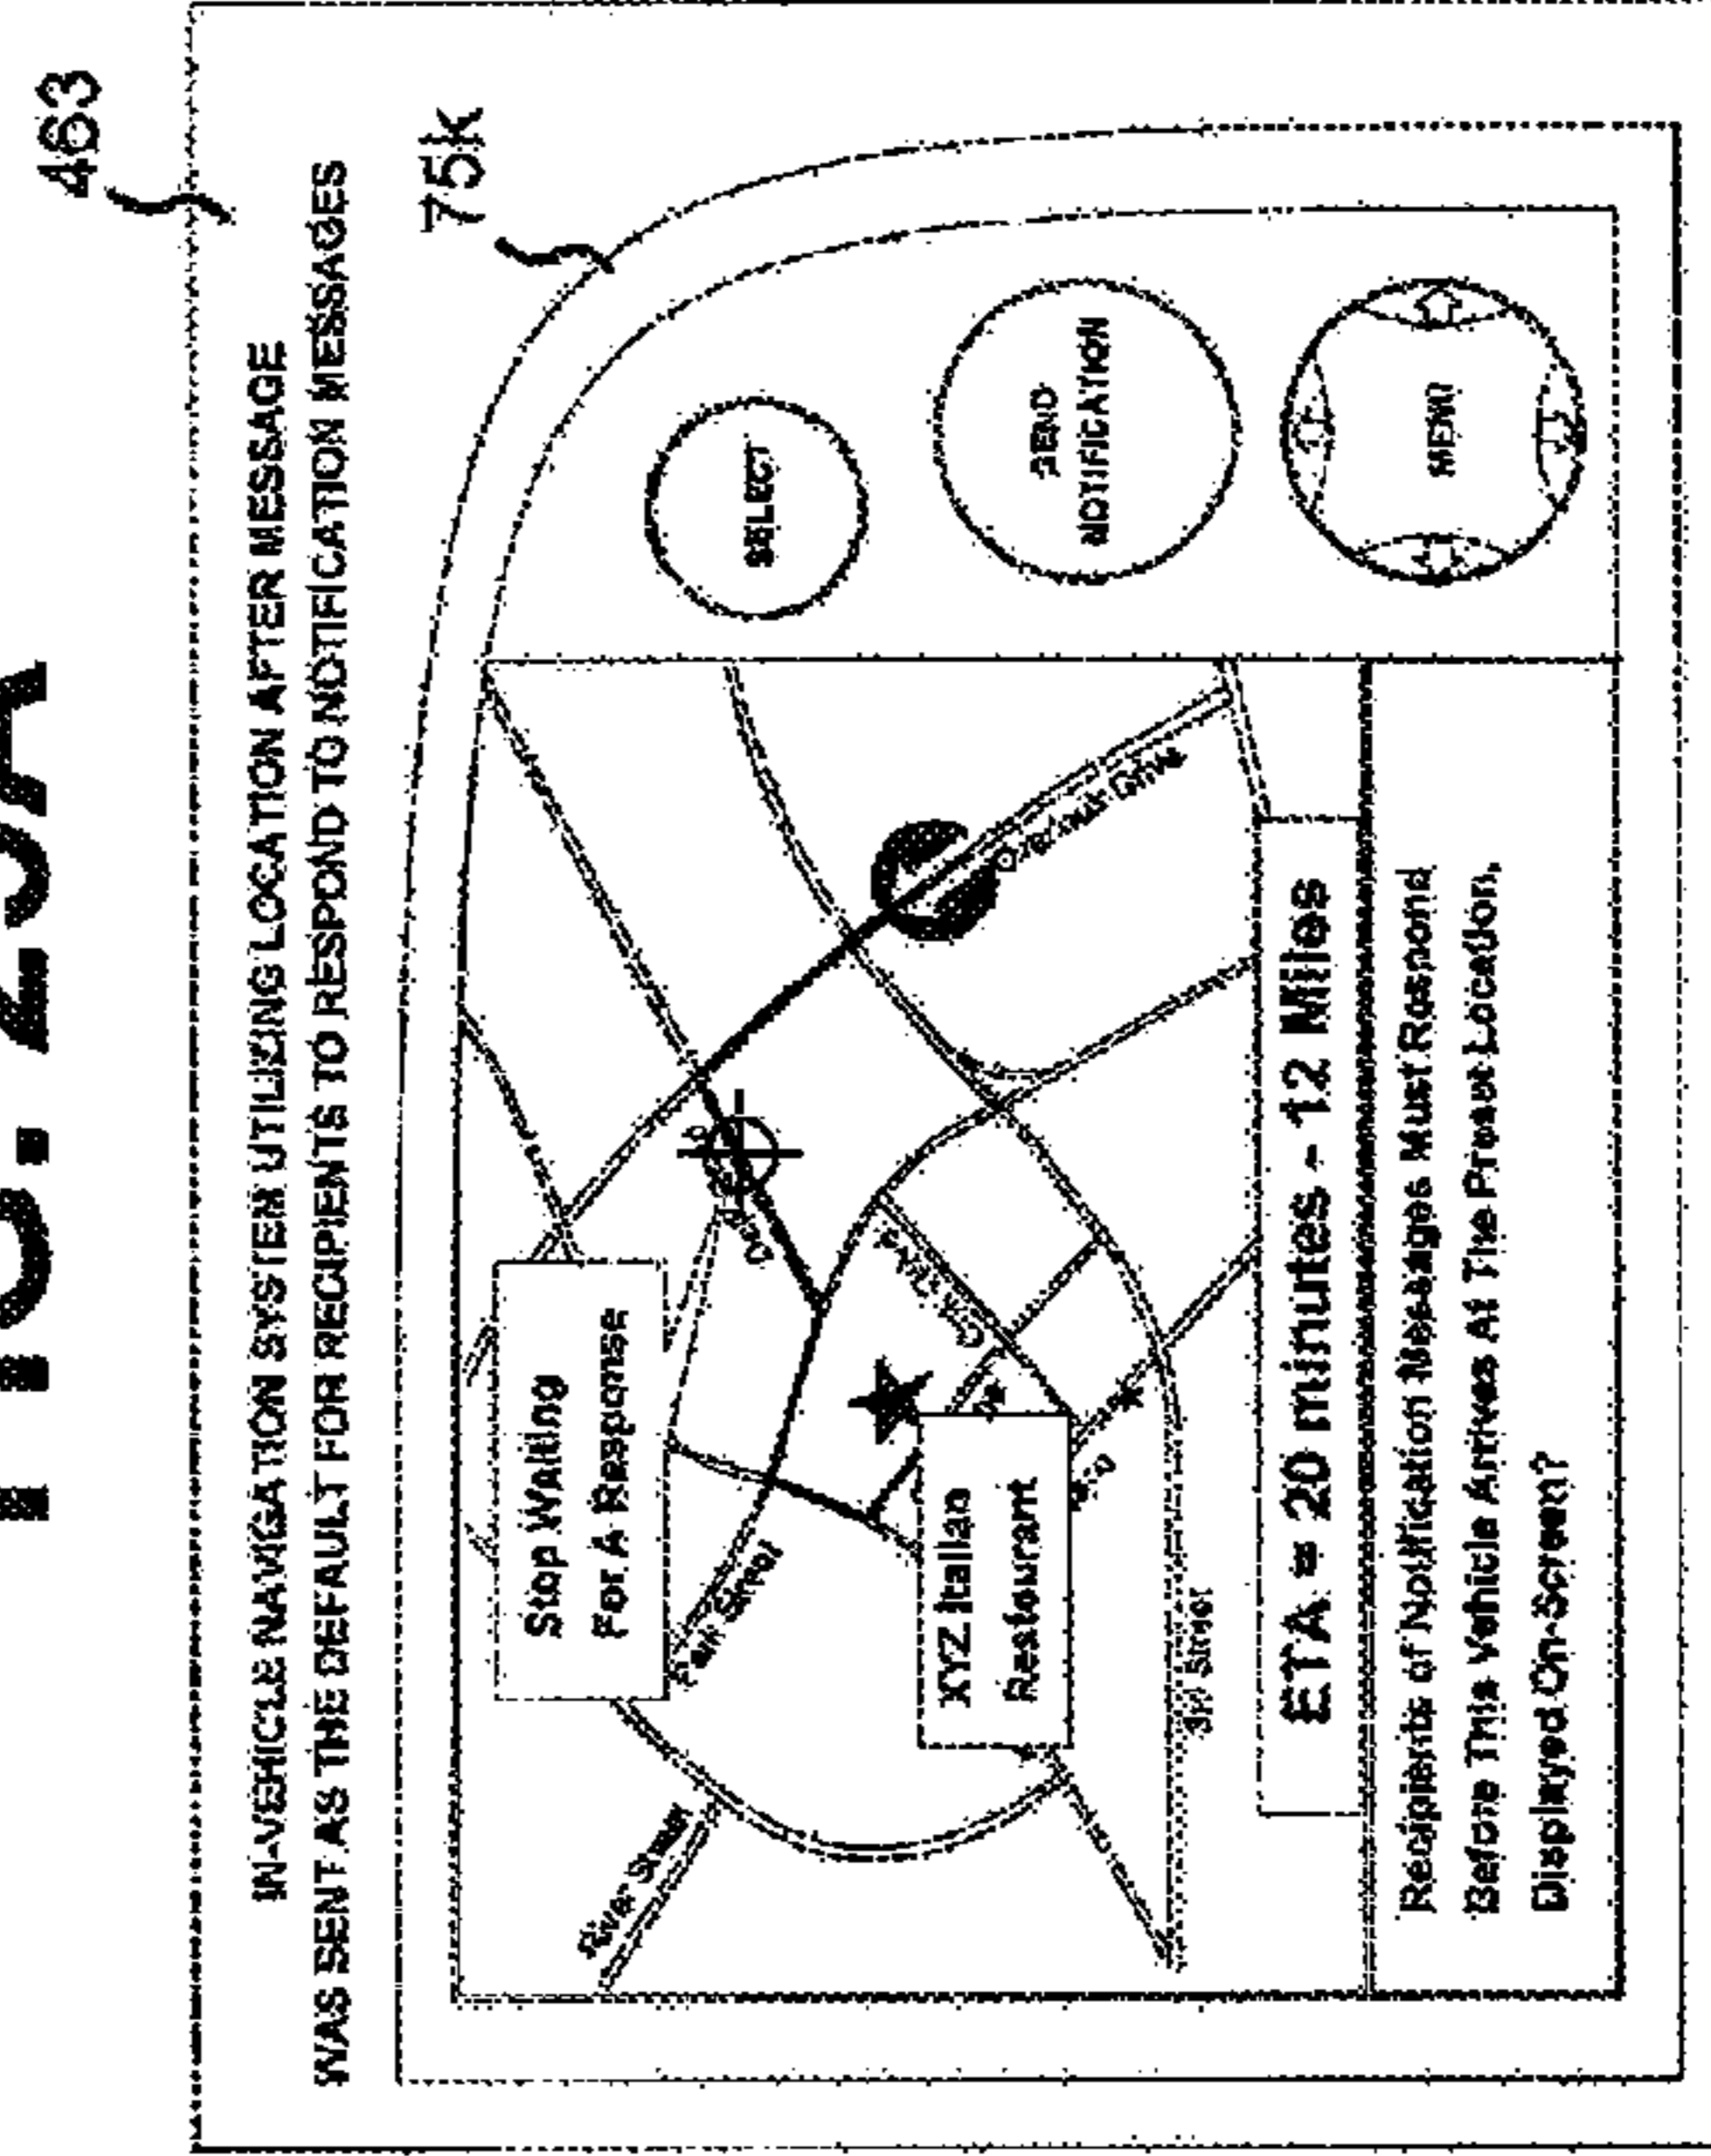 463
IN-VEHICLE NAVIGATION SYSTEM UTILIZING LOCATION AFTER MESSAGE
WAS SENT AS THE DEFAULT FOR RECIPIENTS TO RESPOND TO NOTIFICATION MESSAGES
75k
Stop Waiting
For A Response
River Street
Street
XYZ Italian
Restaurant
3rd Street
Drive
SELECT
SEND
NOTIFICATION
MENU
ETA = 20 minutes - 12 Miles
Recipients of Notification Messages Must Respond
Before This Vehicle Arrives At The Preset Location,
Displayed On-Screen?